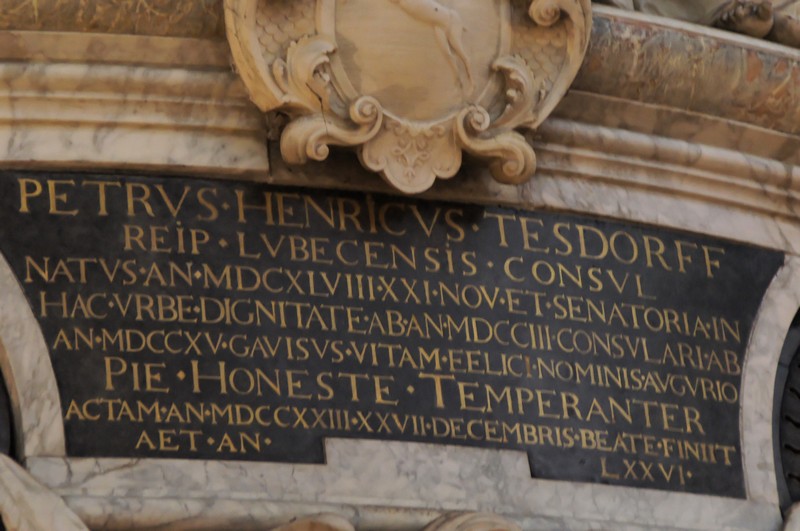 PETRVS·HENRICVS·TESDORFF
REIP·LVBECENSIS CONSVL
NATVS·AN·MDCXLVIII·XXI·NOV·ET·SENATORIA·IN
HAC·VRBE·DIGNITATE·AB·AN·MDCCIII·CONSVLARI·AB
AN·MDCCXV·GAVISVS·VITAM·FELICI·NOMINIS·AVGVRIO
PIE·HONESTE·TEMPERANTER
ACTAM·AN·MDCCXXIII·XXVII·DECEMBRIS·BEATE·FINIIT
AET·AN· LXXVI·